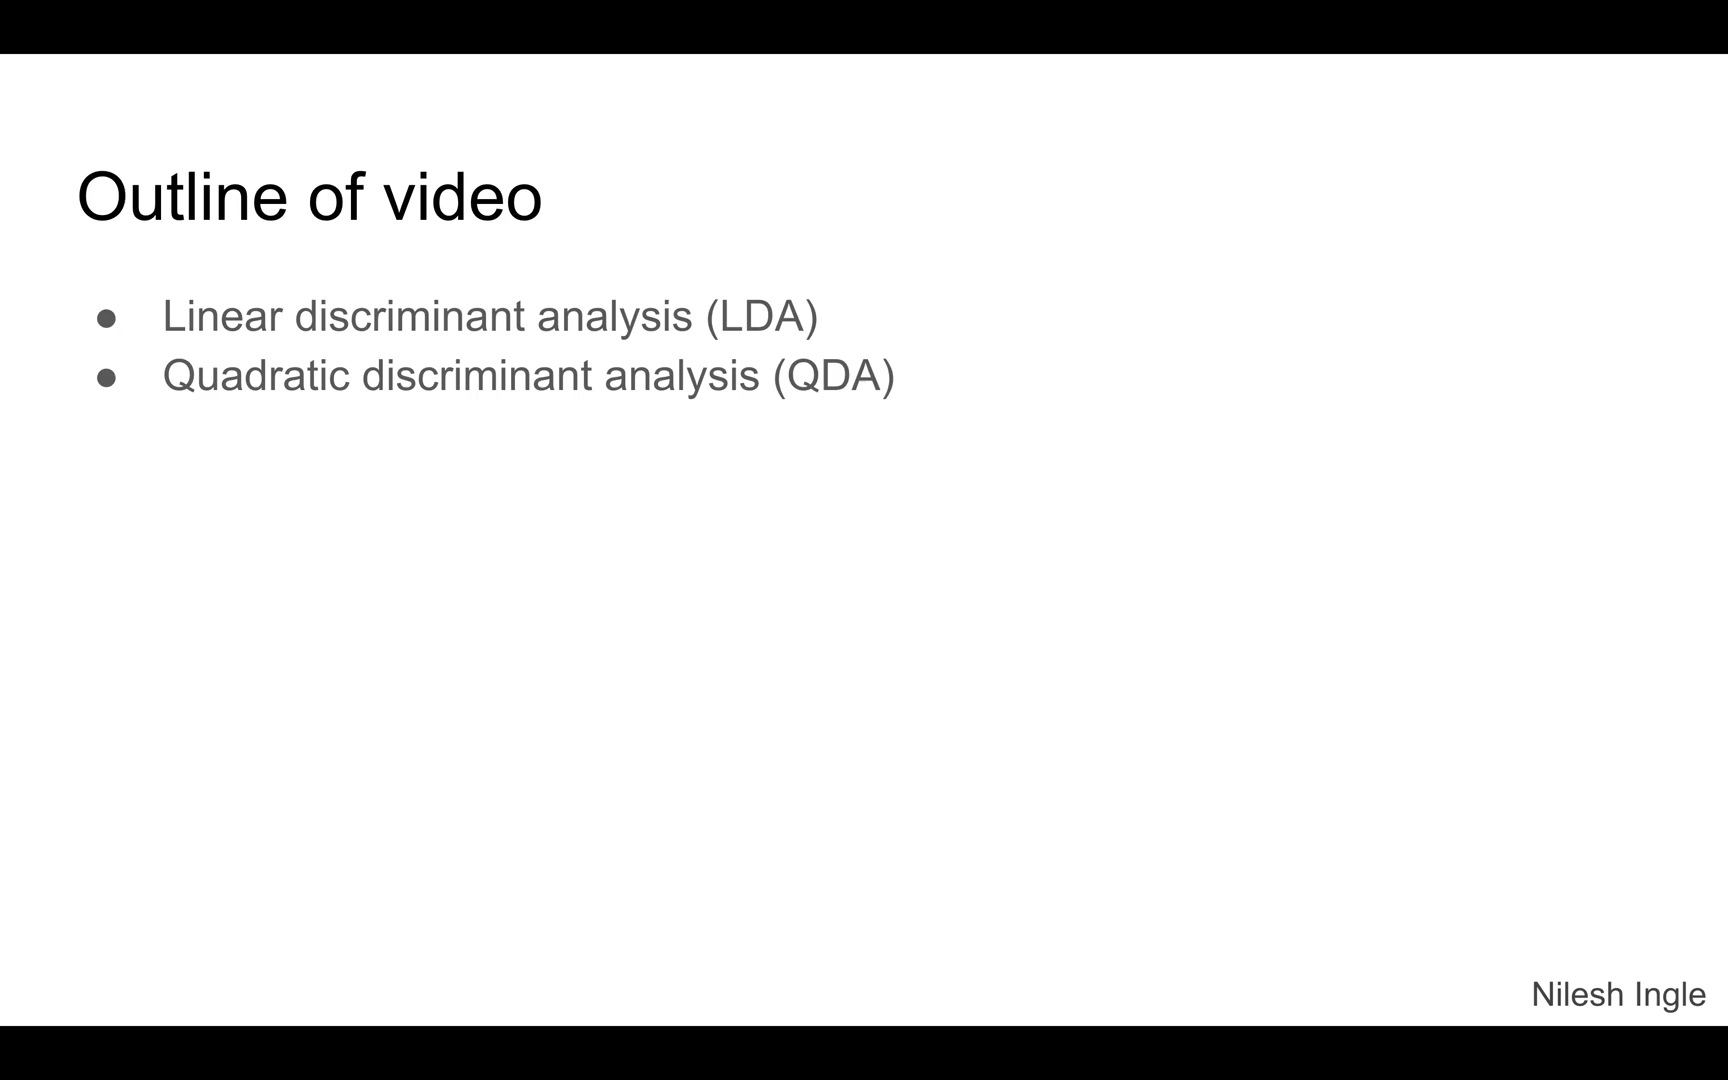 Outline of video
● Linear discriminant analysis (LDA)
● Quadratic discriminant analysis (QDA)
Nilesh Ingle